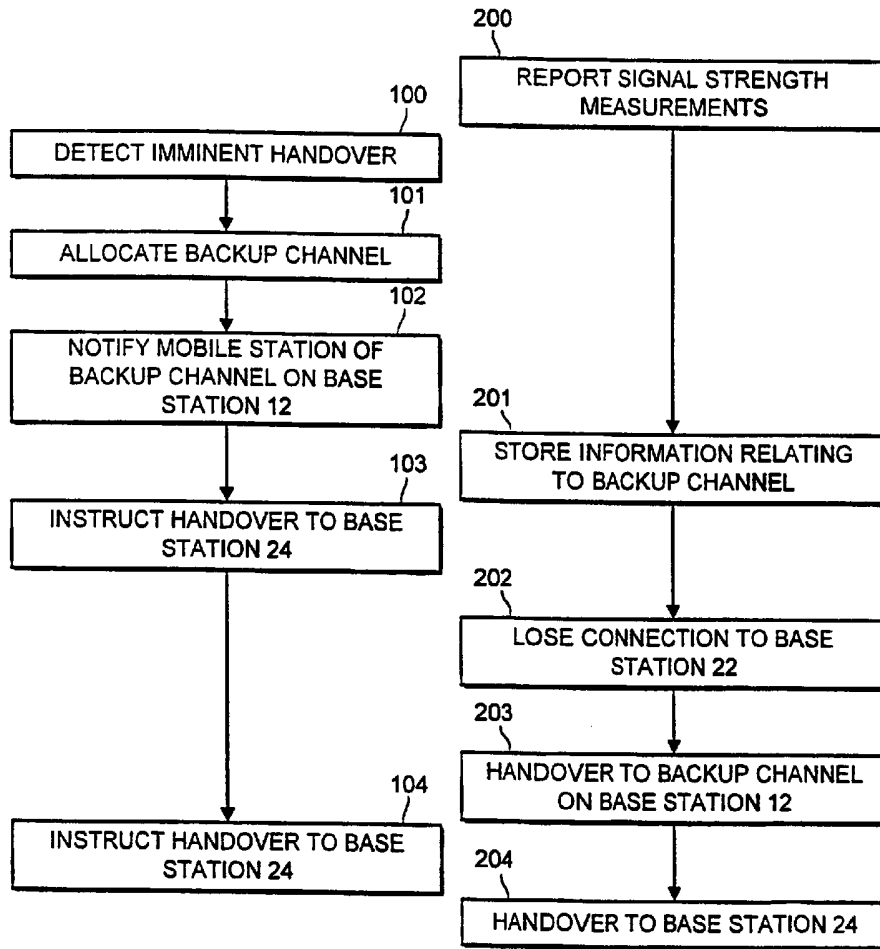 100
DETECT IMMINENT HANDOVER
101
ALLOCATE BACKUP CHANNEL
102
NOTIFY MOBILE STATION OF
BACKUP CHANNEL ON BASE
STATION 12
103
INSTRUCT HANDOVER TO BASE
STATION 24
104
INSTRUCT HANDOVER TO BASE
STATION 24
200
REPORT SIGNAL STRENGTH
MEASUREMENTS
201
STORE INFORMATION RELATING
TO BACKUP CHANNEL
202
LOSE CONNECTION TO BASE
STATION 22
203
HANDOVER TO BACKUP CHANNEL
ON BASE STATION 12
204
HANDOVER TO BASE STATION 24